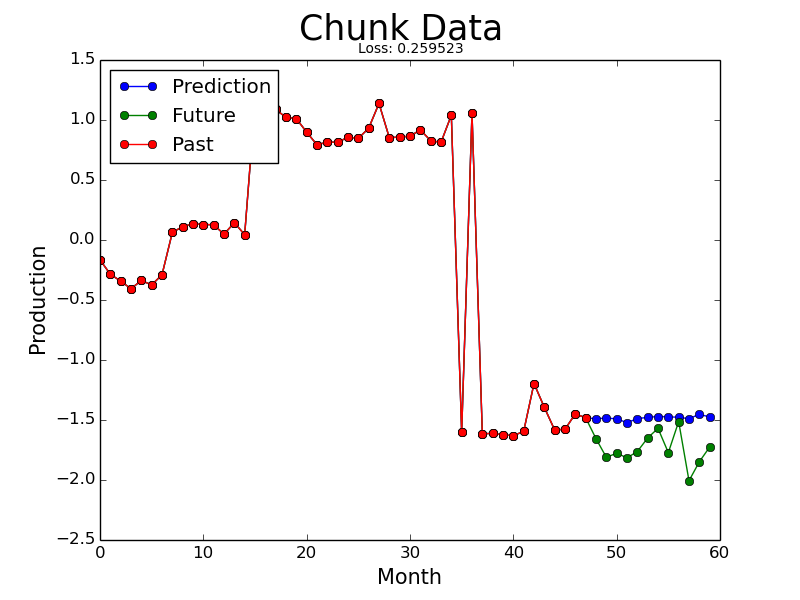 Chunk Data
Loss: 0.259523
1.5
1.0
0.5
0.0
−0.5
−1.0
−1.5
−2.0
−2.5
Prediction
Future
Past
Production
0 10 20 30 40 50 60
Month